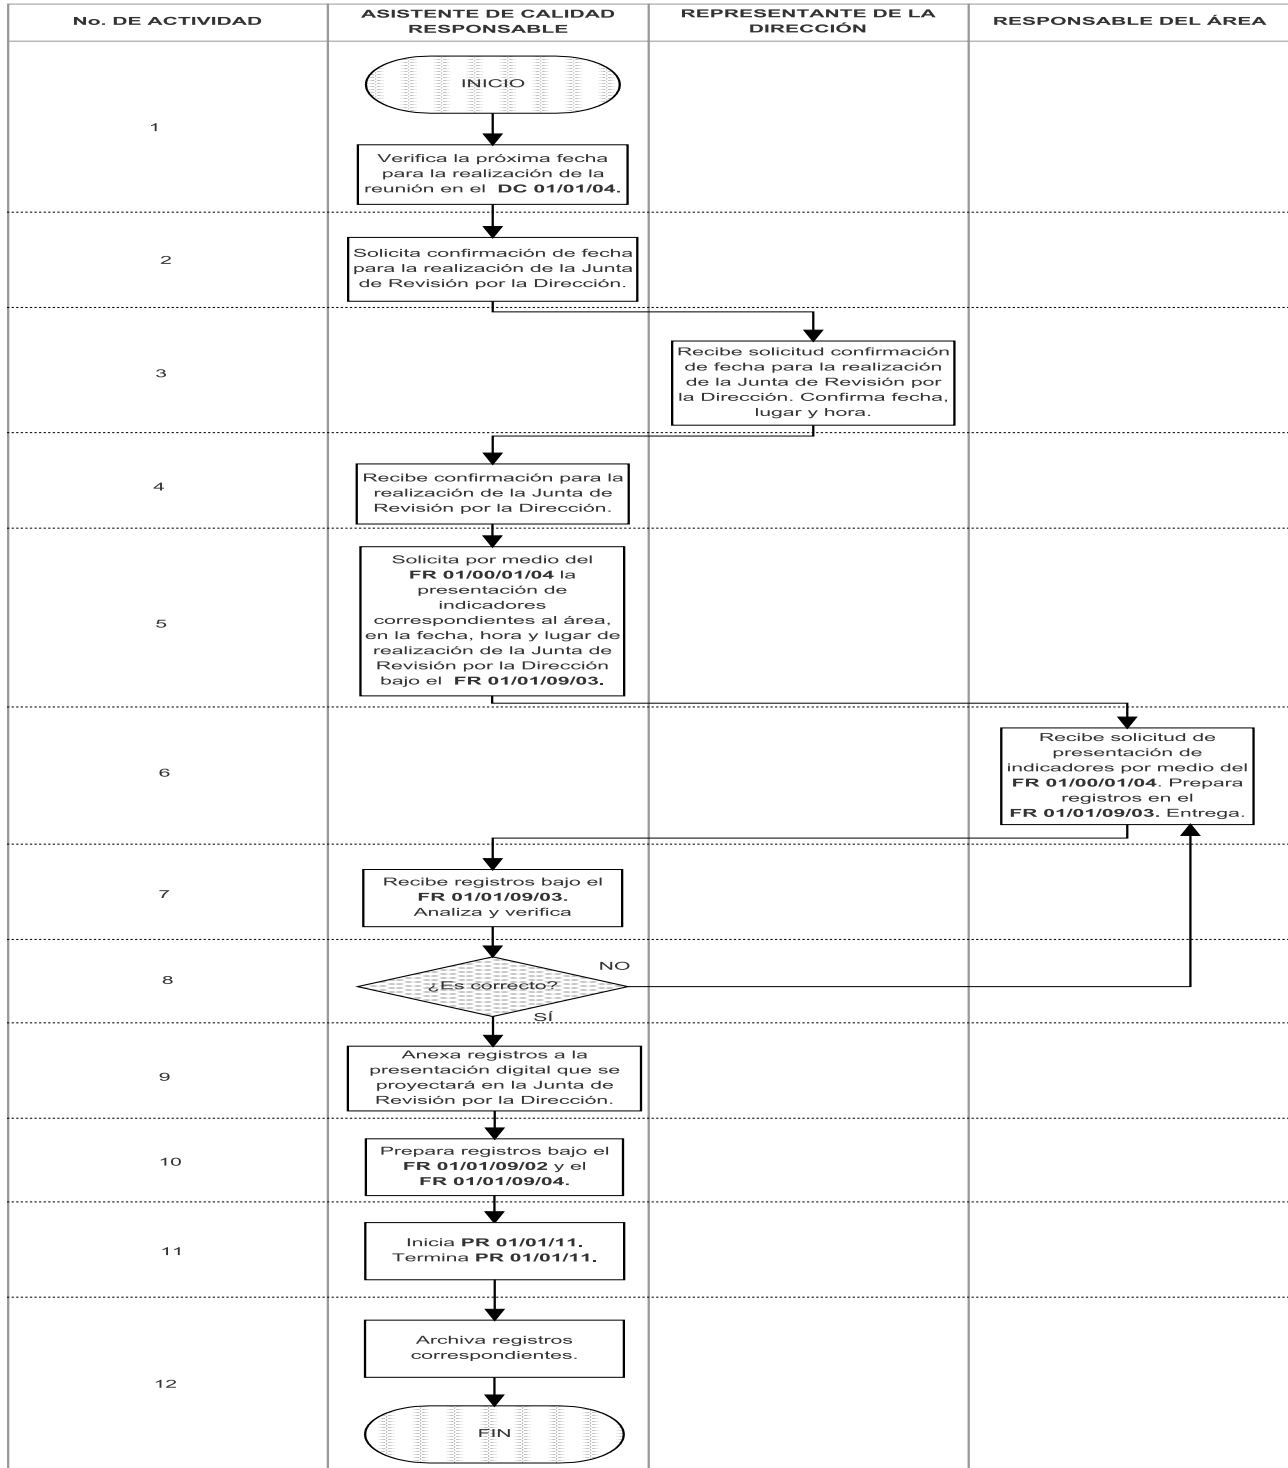 No. DE ACTIVIDAD
ASISTENTE DE CALIDAD
RESPONSABLE
REPRESENTANTE DE LA
DIRECCIÓN
RESPONSABLE DEL ÁREA
INICIO
1
Verifica la próxima fecha
para la realización de la
reunión en el DC 01/01/04.
2
Solicita confirmación de fecha
para la realización de la Junta
de Revisión por la Dirección.
3
Recibe solicitud confirmación
de fecha para la realización
de la Junta de Revisión por
la Dirección. Confirma fecha,
lugar y hora.
4
Recibe confirmación para la
realización de la Junta de
Revisión por la Dirección.
5
Solicita por medio del
FR 01/00/01/04 la
presentación de
indicadores
correspondientes al área,
en la fecha, hora y lugar de
realización de la Junta de
Revisión por la Dirección
bajo el FR 01/01/09/03.
6
Recibe solicitud de
presentación de
indicadores por medio del
FR 01/00/01/04. Prepara
registros en el
FR 01/01/09/03. Entrega.
7
Recibe registros bajo el
FR 01/01/09/03.
Analiza y verifica
8
¿Es correcto?
NO
SÍ
9
Anexa registros a la
presentación digital que se
proyectará en la Junta de
Revisión por la Dirección.
10
Prepara registros bajo el
FR 01/01/09/02 y el
FR 01/01/09/04.
11
Inicia PR 01/01/11.
Termina PR 01/01/11.
12
Archiva registros
correspondientes.
FIN